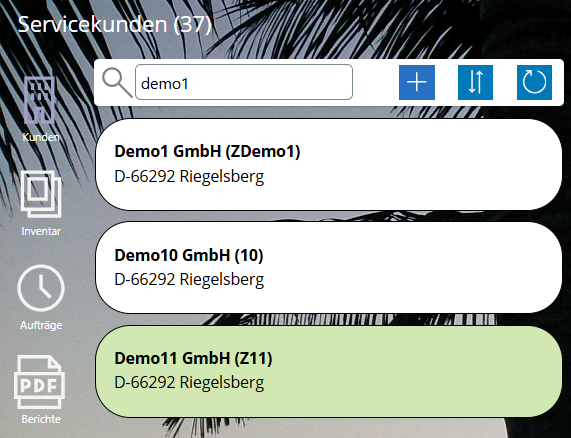 Servicekunden (37)
demo1
Kunden
Demo1 GmbH (ZDemo1)
D-66292 Riegelsberg
Inventar
Demo10 GmbH (10)
D-66292 Riegelsberg
Aufträge
Demo11 GmbH (Z11)
D-66292 Riegelsberg
PDF
Berichte